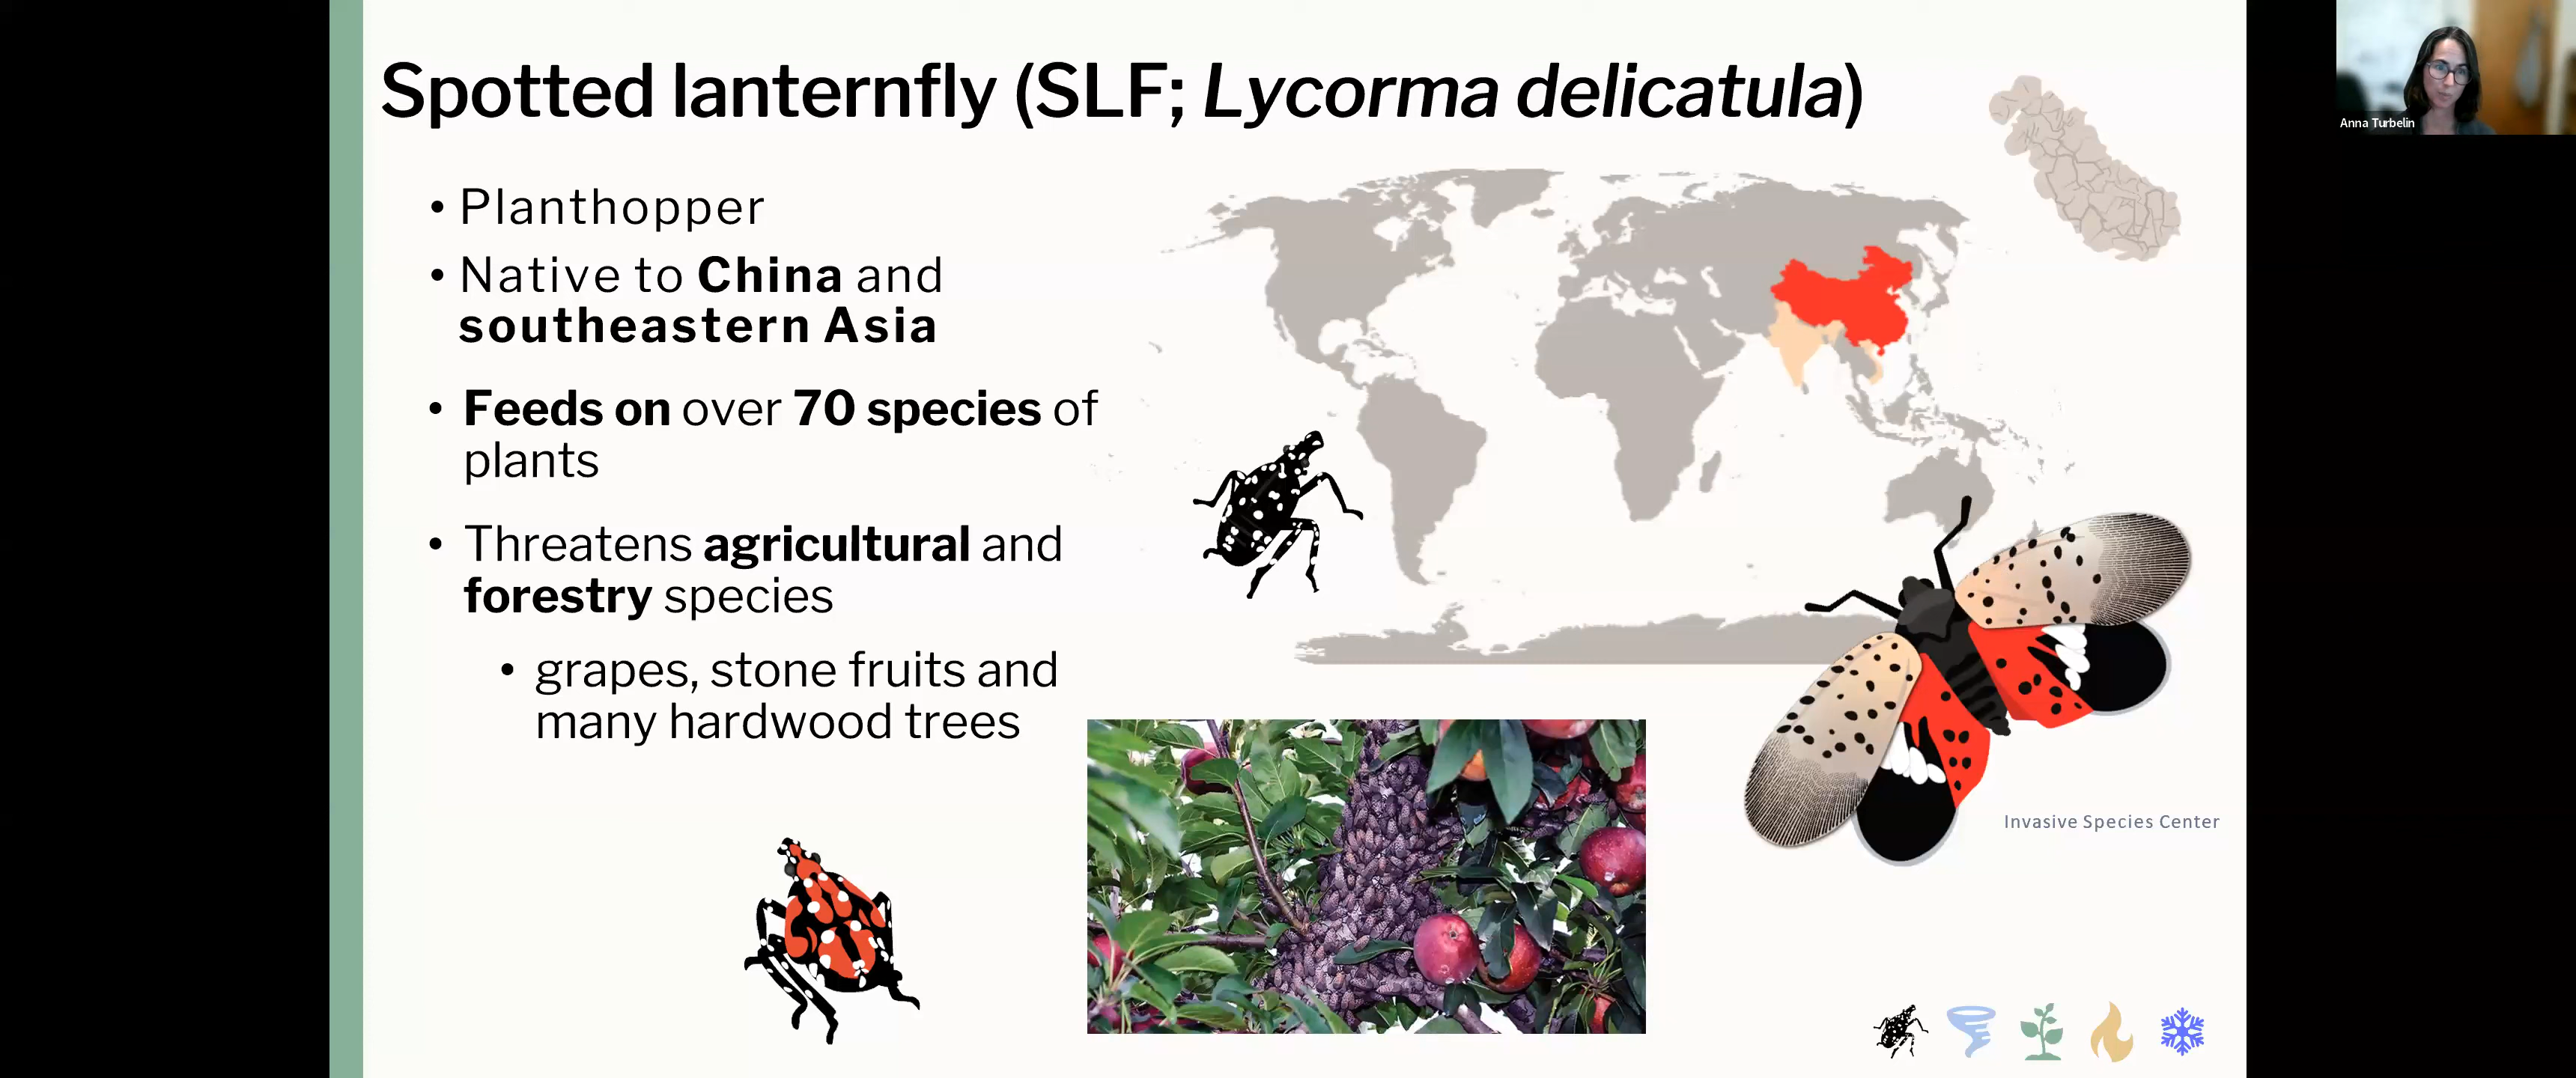 Spotted lanternfly (SLF; Lycorma delicatula)
Anna Turbelin
• Planthopper
• Native to China and
southeastern Asia
• Feeds on over 70 species of
plants
• Threatens agricultural and
forestry species
• grapes, stone fruits and
many hardwood trees
Invasive Species Center